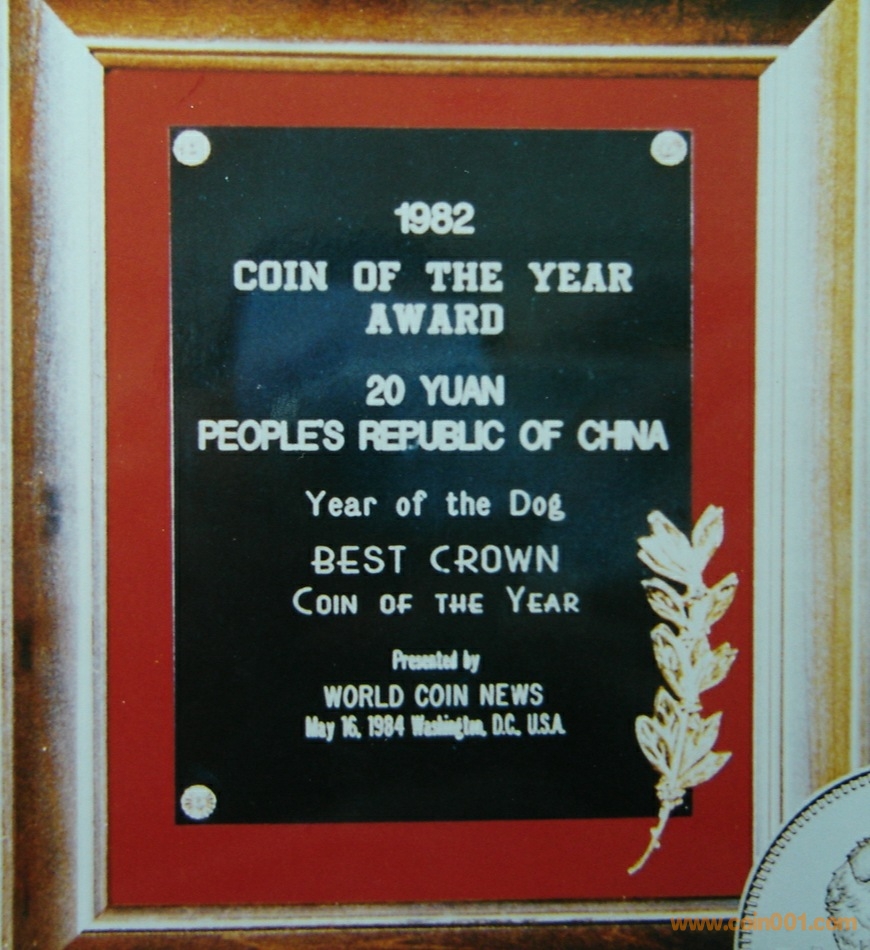 1982
COIN OF THE YEAR
AWARD
20 YUAN
PEOPLE'S REPUBLIC OF CHINA
Year of the Dog
BEST CROWN
COIN OF THE YEAR
Presented by
WORLD COIN NEWS
May 16, 1984 Washington, D.C., U.S.A.
www.coin001.com